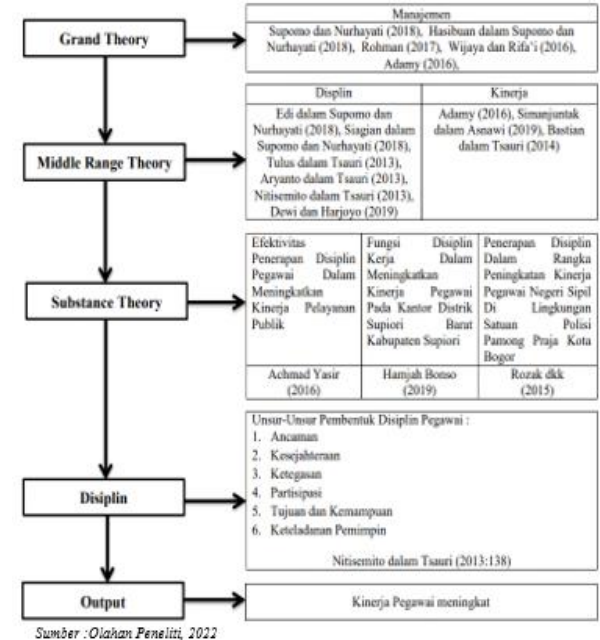 Grand Theory
Manajemen
Supomo dan Nurhayati (2018), Hasibuan dalam Supomo dan
Nurhayati (2018), Rohman (2017), Wijaya dan Rifa'i (2016),
Adamy (2016),
Middle Range Theory
Displin
Edi dalam Supomo dan
Nurhayati (2018), Siagian dalam
Supomo dan Nurhayati (2018),
Tulus dalam Tsauri (2013),
Aryanto dalam Tsauri (2013),
Nitisemito dalam Tsauri (2013),
Dewi dan Harjoyo (2019)
Kinerja
Adamy (2016), Simanjuntak
dalam Asnawi (2019), Bastian
dalam Tsauri (2014)
Substance Theory
Efektivitas
Penerapan Disiplin
Pegawai Dalam
Meningkatkan
Kinerja Pelayanan
Publik
Achmad Yasir
(2016)
Fungsi Disiplin
Kerja Dalam
Meningkatkan
Kinerja Pegawai
Pada Kantor Distrik
Supiori Barat
Kabupaten Supiori
Hamjah Bonso
(2019)
Penerapan Disiplin
Dalam Rangka
Peningkatan Kinerja
Pegawai Negeri Sipil
Di Lingkungan
Satuan Polisi
Pamong Praja Kota
Bogor
Rozak dkk
(2015)
Disiplin
Unsur-Unsur Pembentuk Disiplin Pegawai :
1. Ancaman
2. Kesejahteraan
3. Ketegasan
4. Partisipasi
5. Tujuan dan Kemampuan
6. Keteladanan Pemimpin
Nitisemito dalam Tsauri (2013:138)
Output
Kinerja Pegawai meningkat
Sumber :Olahan Peneliti, 2022